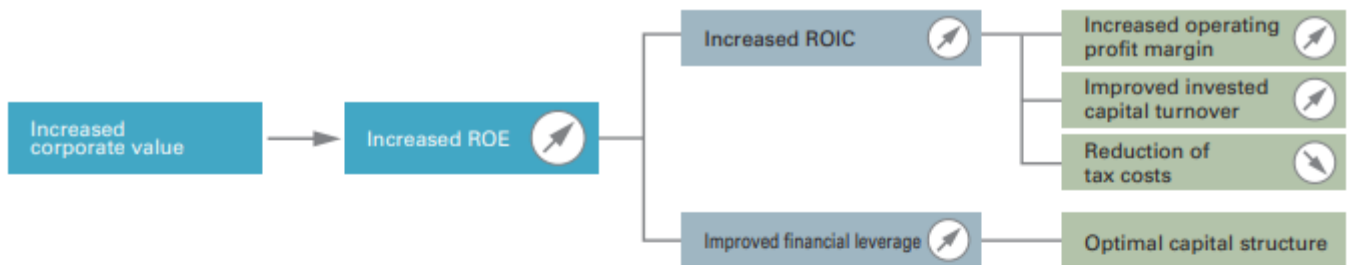 Increased
corporate value
Increased ROE
Increased ROIC
Improved financial leverage
Increased operating
profit margin
Improved invested
capital turnover
Reduction of
tax costs
Optimal capital structure